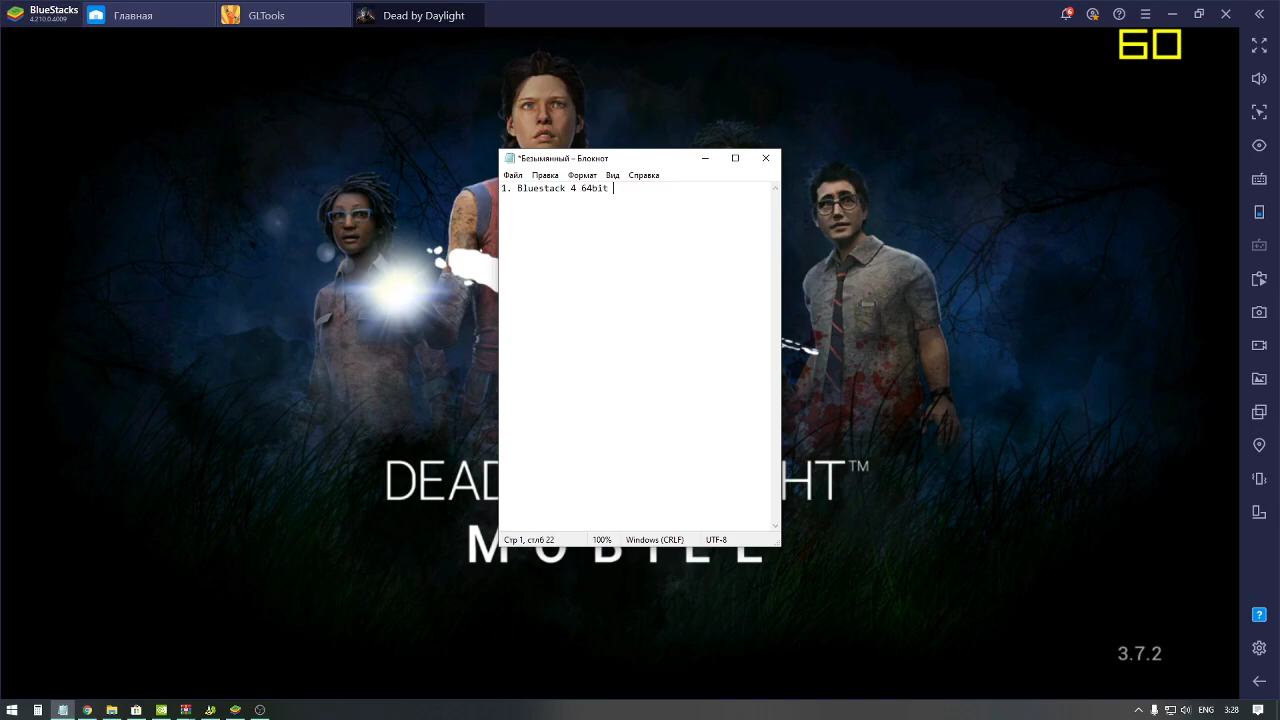 BlueStacks
4.210.0.4009
Главная
GLTools
Dead by Daylight
6
60
*Безымянный – Блокнот
Файл Правка Формат Вид Справка
1. Bluestack 4 64bit
DEAD HT™
MOBILE
Стр 1, стлб 22 100% Windows (CRLF) UTF-8
3.7.2
ENG 3:28